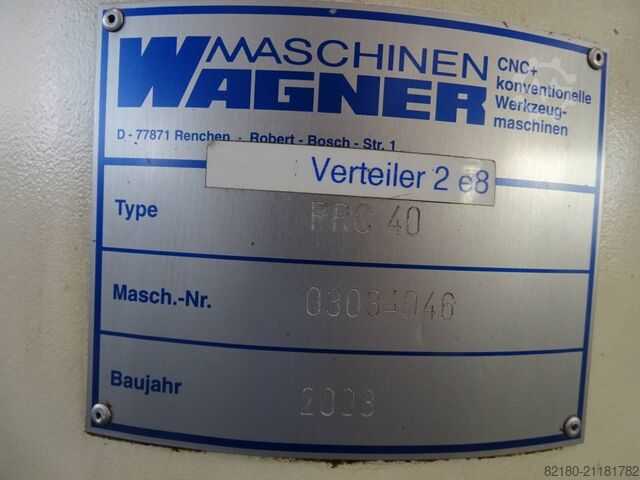 MASCHINEN
WAGNER
CNC+
konventionelle
Werkzeug-
maschinen
D - 77871 Renchen · Robert - Bosch - Str. 1
Verteiler 2 e8
Type PRC 40
Masch.-Nr. 03034046
Baujahr 2003
82180-21181782